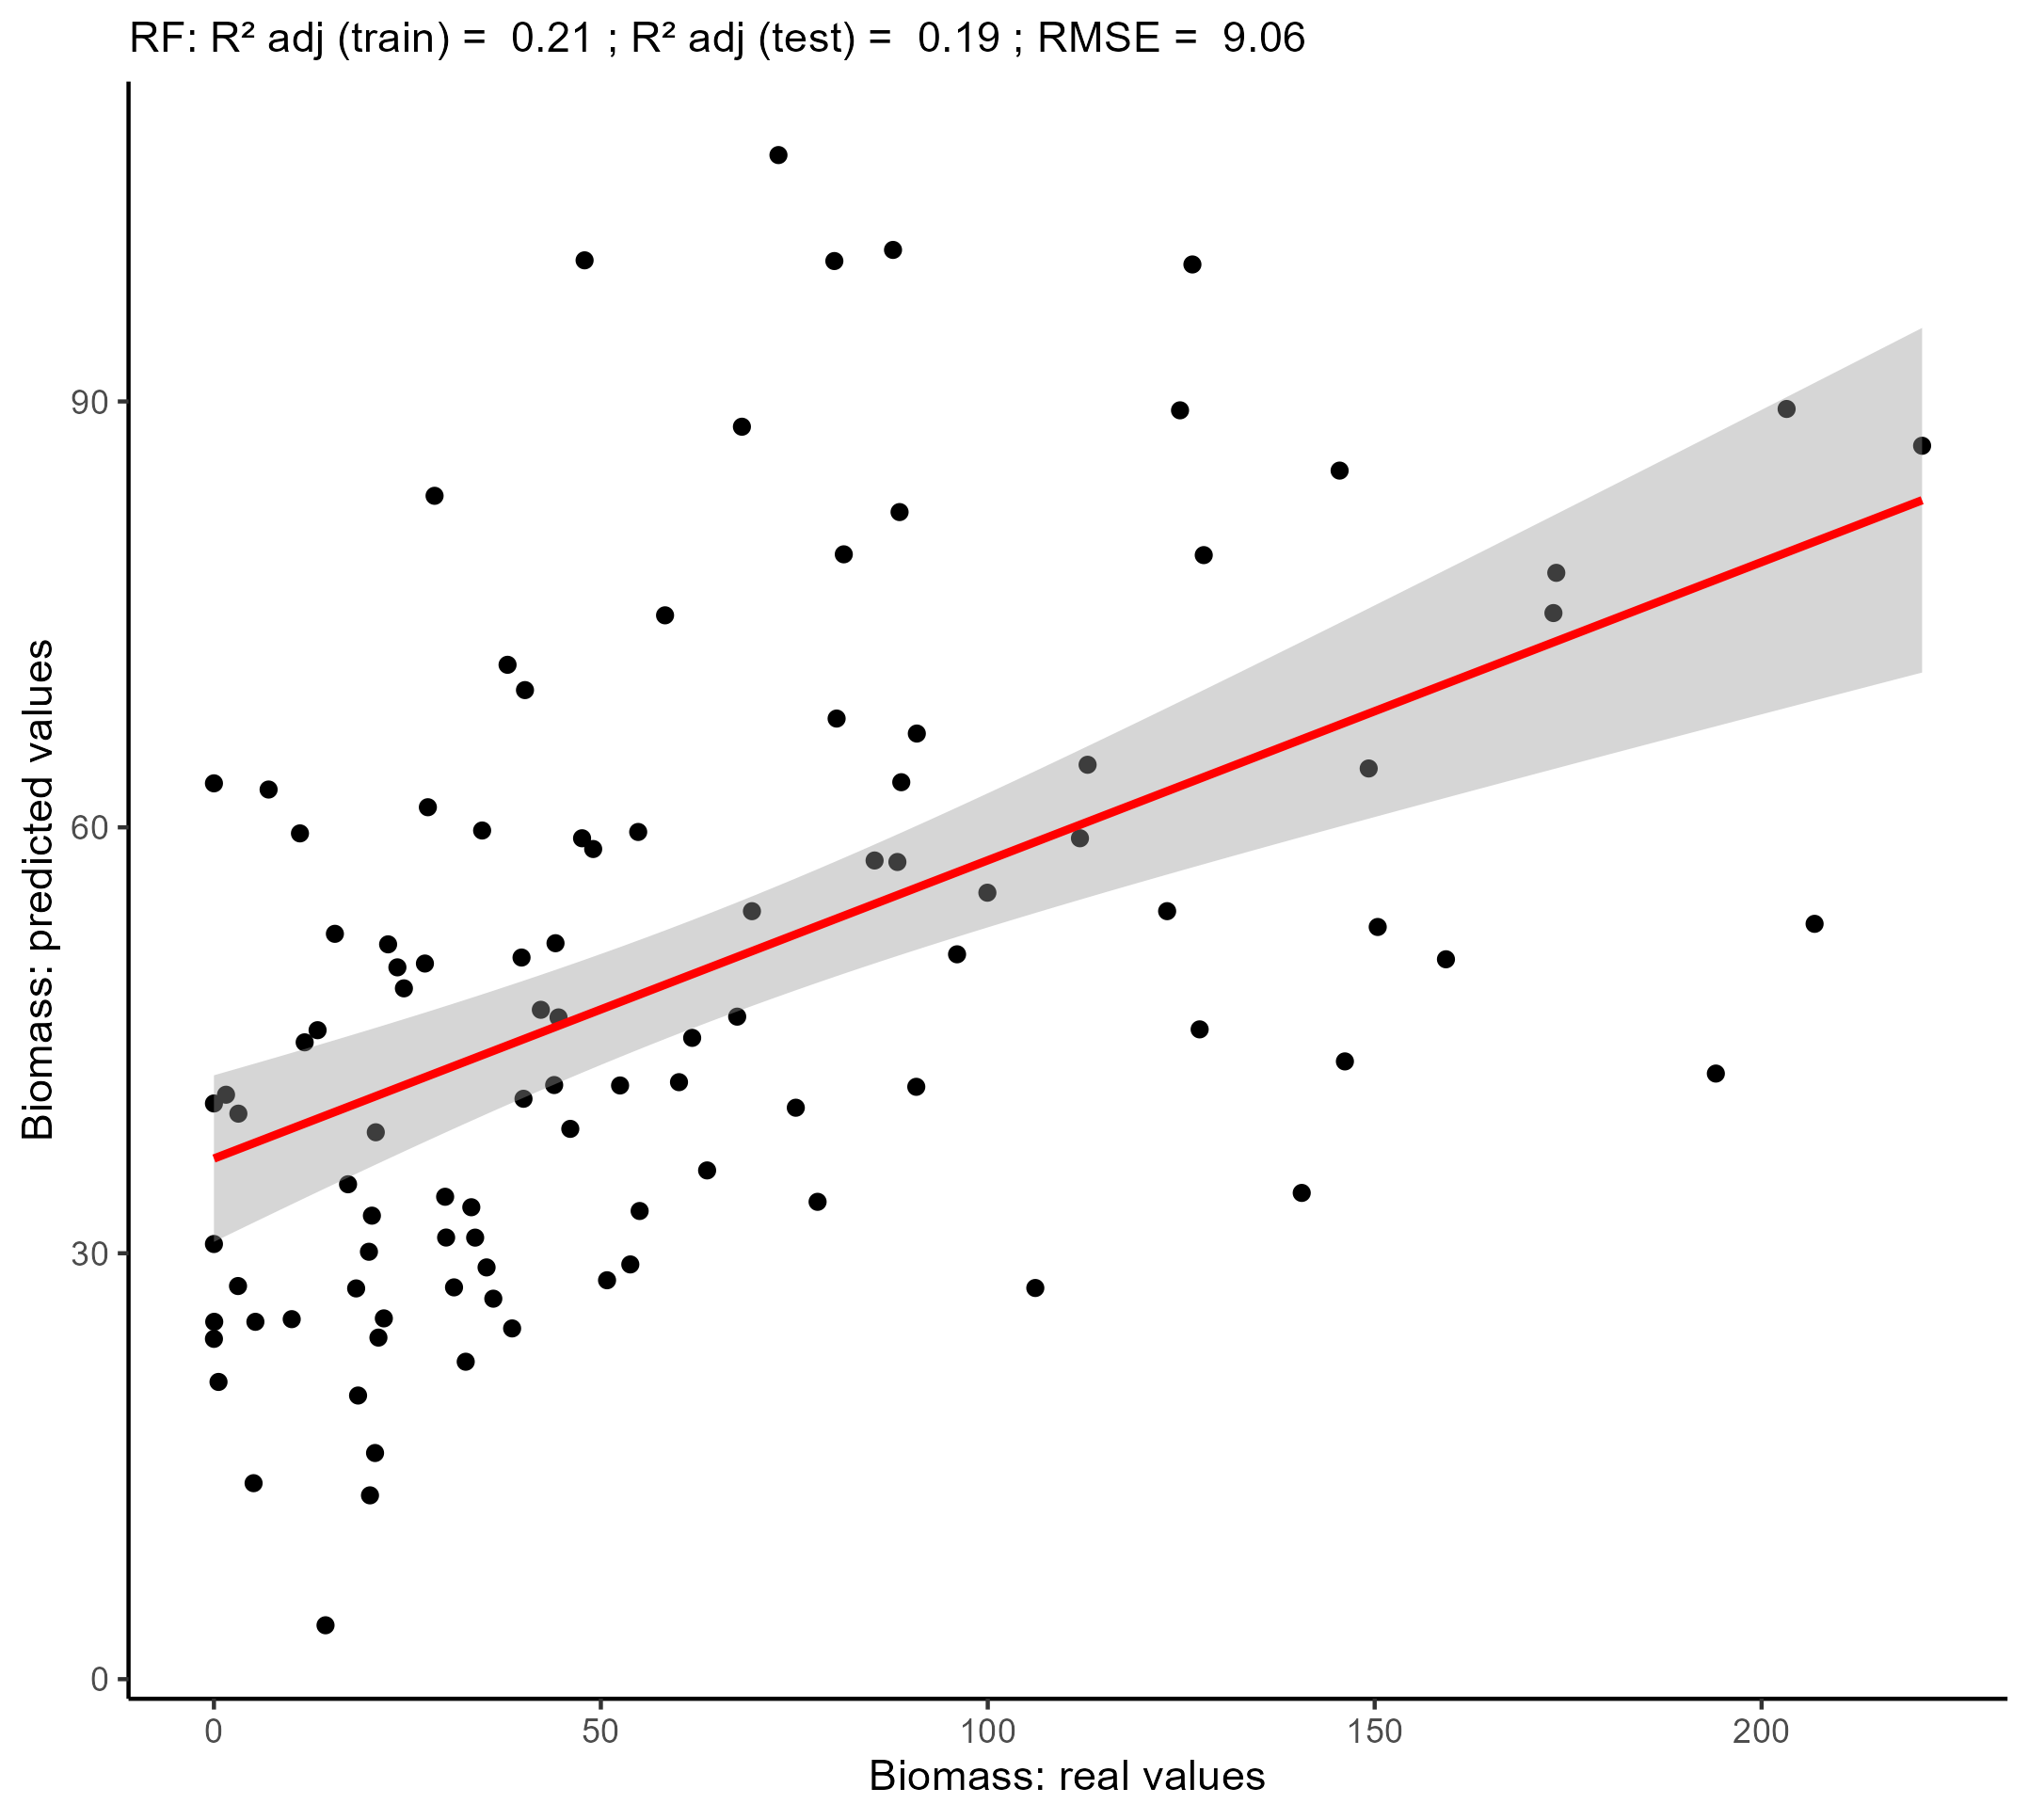 RF: R² adj (train) =  0.21 ; R² adj (test) =  0.19 ; RMSE =  9.06
Biomass: predicted values
90
60
30
0
0 50 100 150 200
Biomass: real values